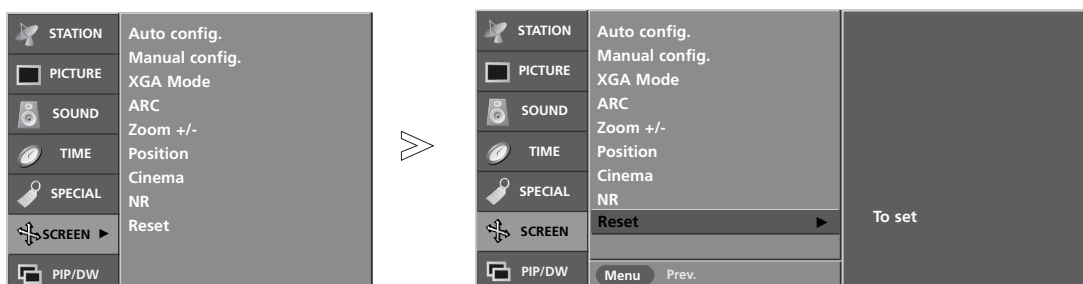 STATION
PICTURE
SOUND
TIME
SPECIAL
SCREEN
PIP/DW
Auto config.
Manual config.
XGA Mode
ARC
Zoom +/-
Position
Cinema
NR
Reset
STATION
PICTURE
SOUND
TIME
SPECIAL
SCREEN
PIP/DW
Auto config.
Manual config.
XGA Mode
ARC
Zoom +/-
Position
Cinema
NR
Reset
Menu Prev.
To set